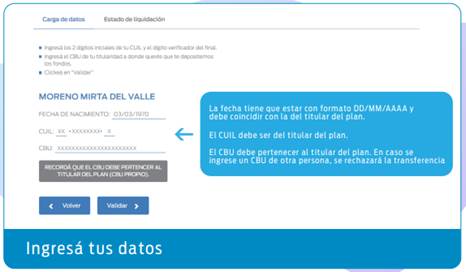 Carga de datos Estado de liquidación
Ingresá los 2 dígitos iniciales de tu CUIL y el dígito verificador del final.
Ingresá el CBU de tu titularidad a donde querés que te depositemos
los fondos.
Clickeá en "Validar"
MORENO MIRTA DEL VALLE
FECHA DE NACIMIENTO: 03/03/1970
CUIL: XX -XXXXXXXX- X
CBU: XXXXXXXXXXXXXXXXXXXXXX
RECORDÁ QUE EL CBU DEBE PERTENECER AL
TITULAR DEL PLAN (CBU PROPIO).
La fecha tiene que estar con formato DD/MM/AAAA y
debe coincidir con la del titular del plan.
El CUIL debe ser del titular del plan.
El CBU debe pertenecer al titular del plan. En caso se
ingrese un CBU de otra persona, se rechazará la transferencia
Volver Validar
Ingresá tus datos